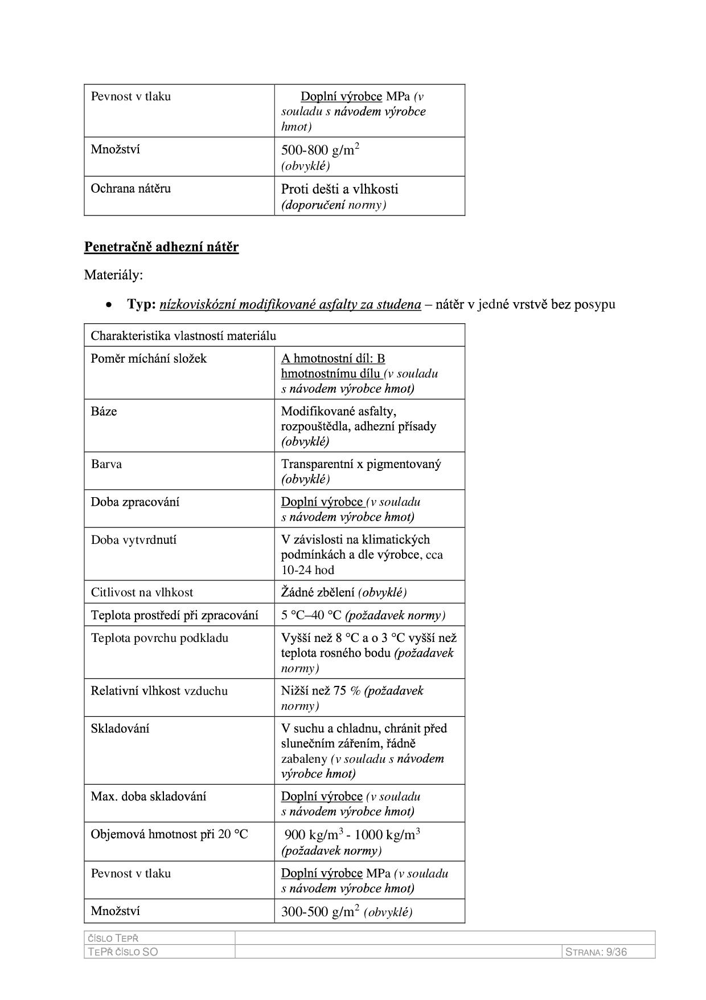 Pevnost v tlaku
Doplní výrobce MPa (v
souladu s návodem výrobce
hmot)
Množství
500-800 g/m²
(obvyklé)
Ochrana nátěru
Proti dešti a vlhkosti
(doporučení normy)
Penetračně adhezní nátěr
Materiály:
• Typ: nízkoviskózní modifikované asfalty za studena – nátěr v jedné vrstvě bez posypu
Charakteristika vlastností materiálu
Poměr míchání složek
A hmotnostní díl: B
hmotnostnímu dílu (v souladu
s návodem výrobce hmot)
Báze
Modifikované asfalty,
rozpouštědla, adhezní přísady
(obvyklé)
Barva
Transparentní x pigmentovaný
(obvyklé)
Doba zpracování
Doplní výrobce (v souladu
s návodem výrobce hmot)
Doba vytvrdnutí
V závislosti na klimatických
podmínkách a dle výrobce, cca
10-24 hod
Citlivost na vlhkost
Žádné zbělení (obvyklé)
Teplota prostředí při zpracování
5 °C–40 °C (požadavek normy)
Teplota povrchu podkladu
Vyšší než 8 °C a o 3 °C vyšší než
teplota rosného bodu (požadavek
normy)
Relativní vlhkost vzduchu
Nižší než 75 % (požadavek
normy)
Skladování
V suchu a chladnu, chránit před
slunečním zářením, řádně
zabaleny (v souladu s návodem
výrobce hmot)
Max. doba skladování
Doplní výrobce (v souladu
s návodem výrobce hmot)
Objemová hmotnost při 20 °C
900 kg/m³ - 1000 kg/m³
(požadavek normy)
Pevnost v tlaku
Doplní výrobce MPa (v souladu
s návodem výrobce hmot)
Množství
300-500 g/m² (obvyklé)
ČÍSLO TEPŘ
TEPŘ ČÍSLO SO
STRANA: 9/36